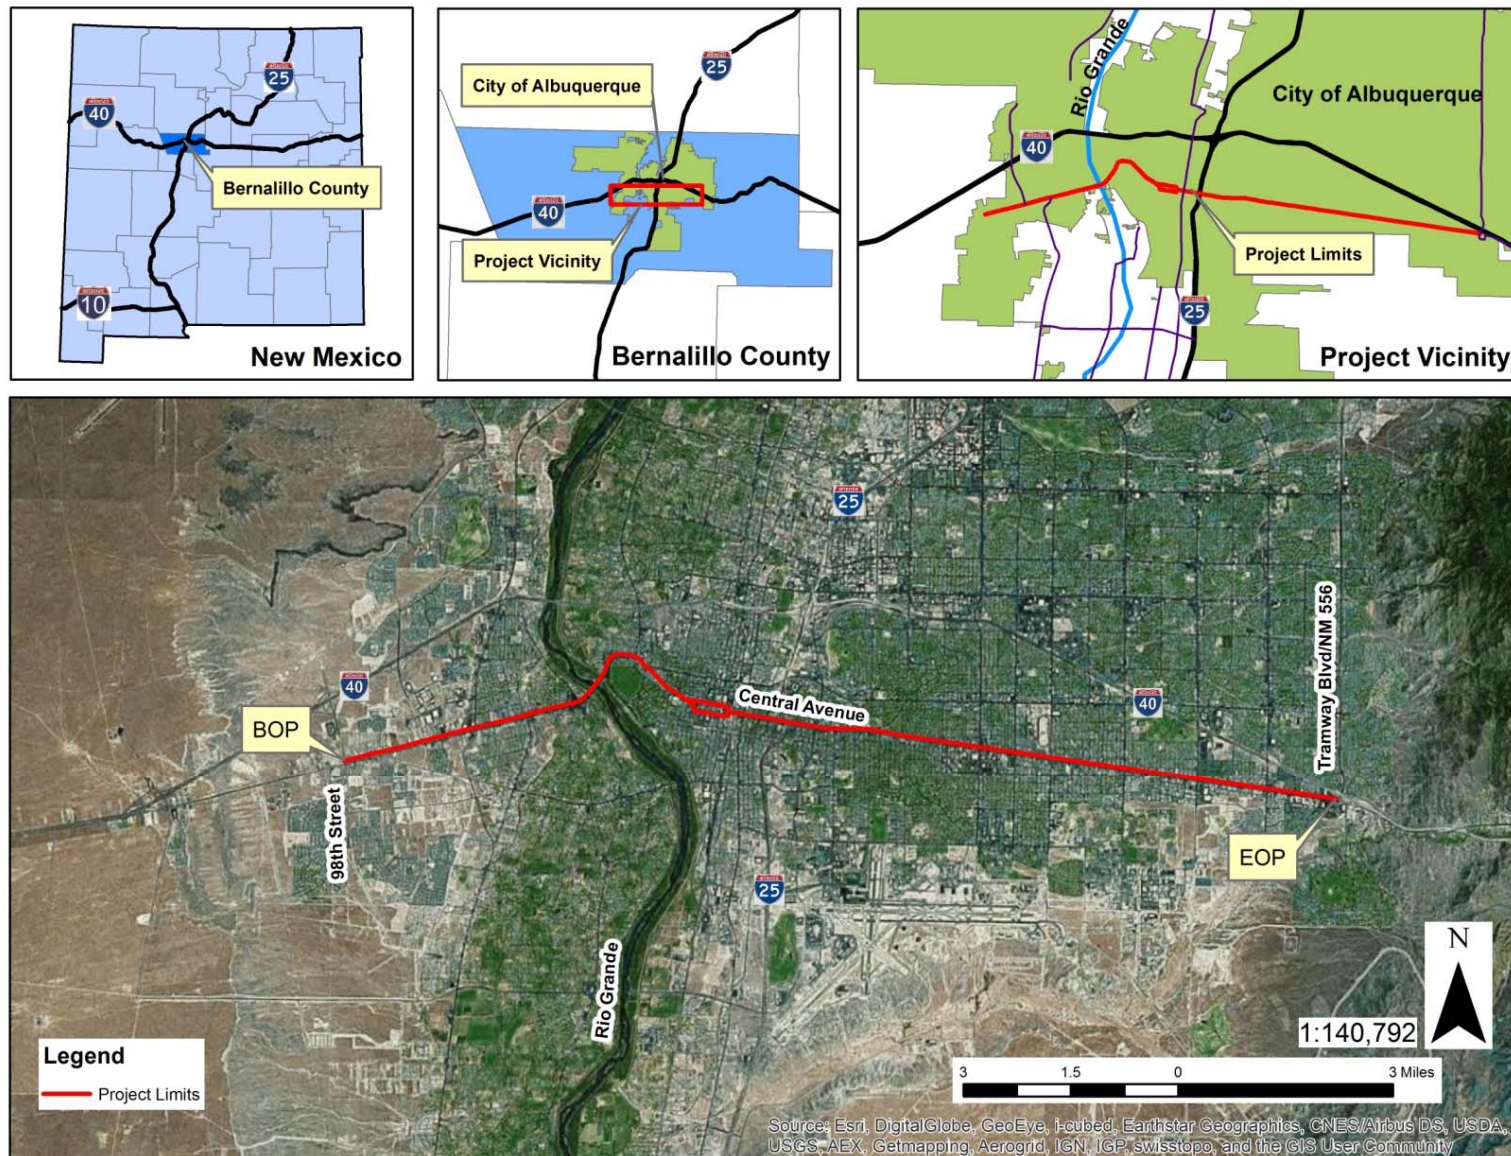 25
40
Bernalillo County
10
New Mexico
25
City of Albuquerque
40
Project Vicinity
Bernalillo County
Rio Grande
City of Albuquerque
40
Project Limits
25
Project Vicinity
25
Tramway Blvd/NM 556
40
Central Avenue
40
BOP
98th Street
EOP
25
Rio Grande
N
1:140,792
Legend
Project Limits
3 1.5 0 3 Miles
Source: Esri, DigitalGlobe, GeoEye, i-cubed, Earthstar Geographics, CNES/Airbus DS, USDA,
USGS, AEX, Getmapping, Aerogrid, IGN, IGP, swisstopo, and the GIS User Community